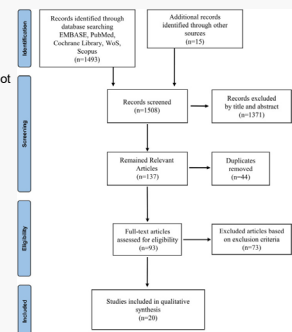 Records identified through
database searching
EMBASE, PubMed,
Cochrane Library, WoS,
Scopus
(n=1493)
Additional records
identified through other
sources
(n=15)
Identification
ot
Records screened
(n=1508)
Records excluded
by title and abstract
(n=1371)
Screening
Remained Relevant
Articles
(n=137)
Duplicates
removed
(n=44)
Eligibility
Full-text articles
assessed for eligibility
(n=93)
Excluded articles based
on exclusion criteria
(n=73)
Included
Studies included in qualitative
synthesis
(n=20)